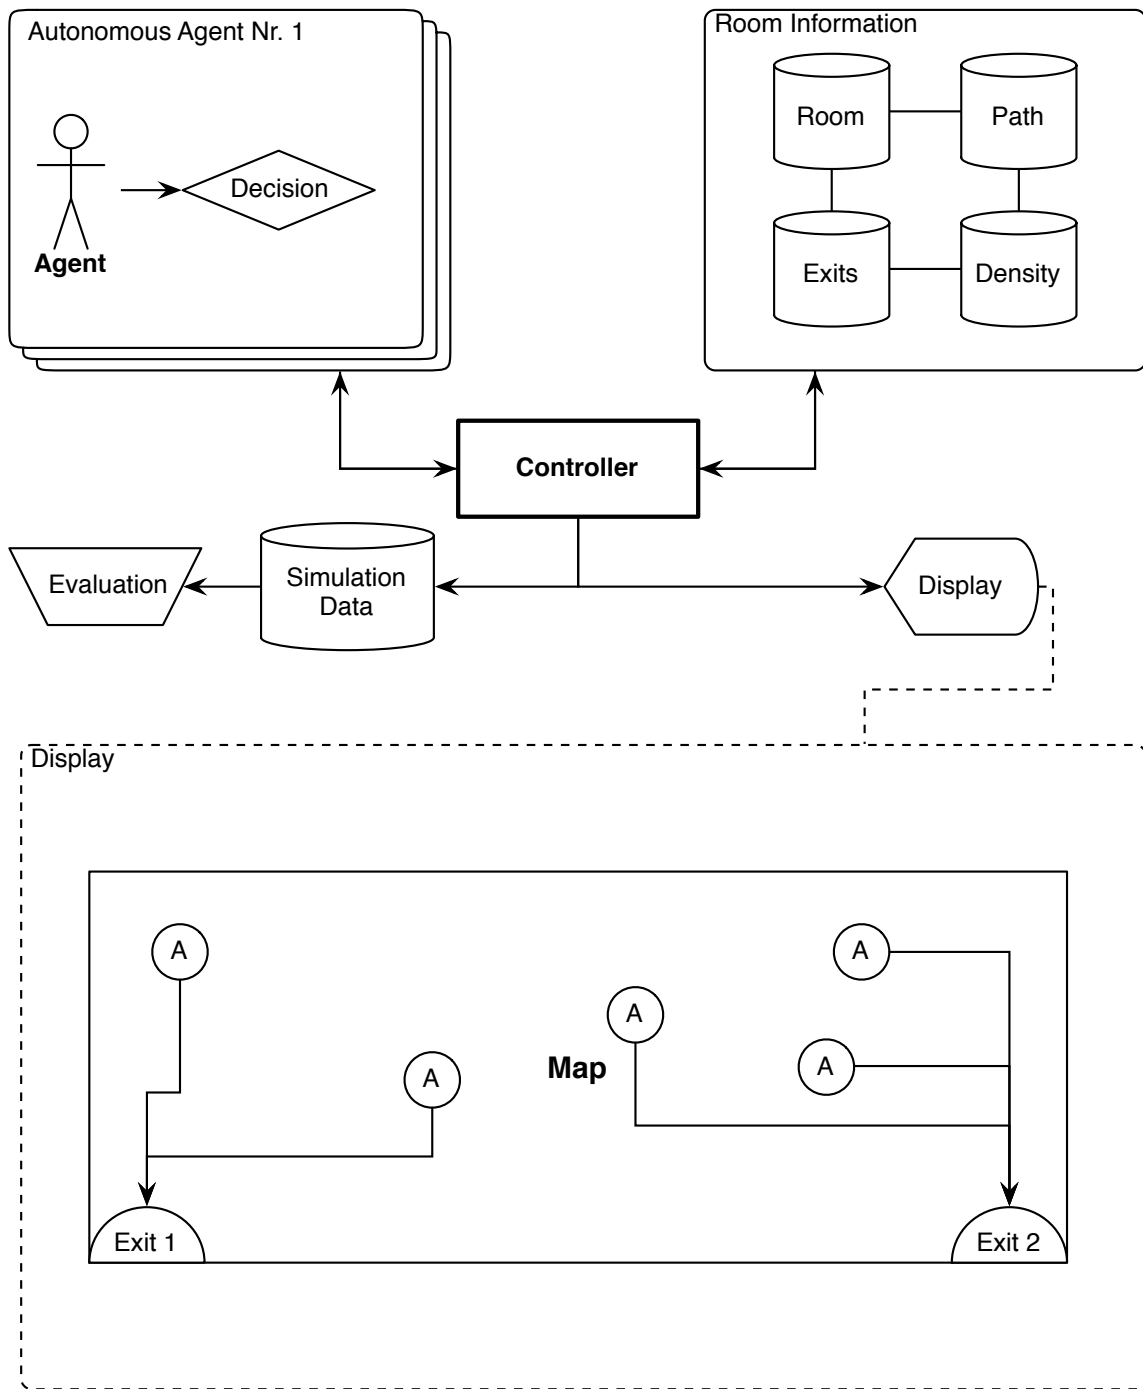 Autonomous Agent Nr. 1
Agent
Decision
Room Information
Room
Path
Exits
Density
Controller
Evaluation
Simulation
Data
Display
Display
A
A
A
A
Map
A
Exit 1
Exit 2